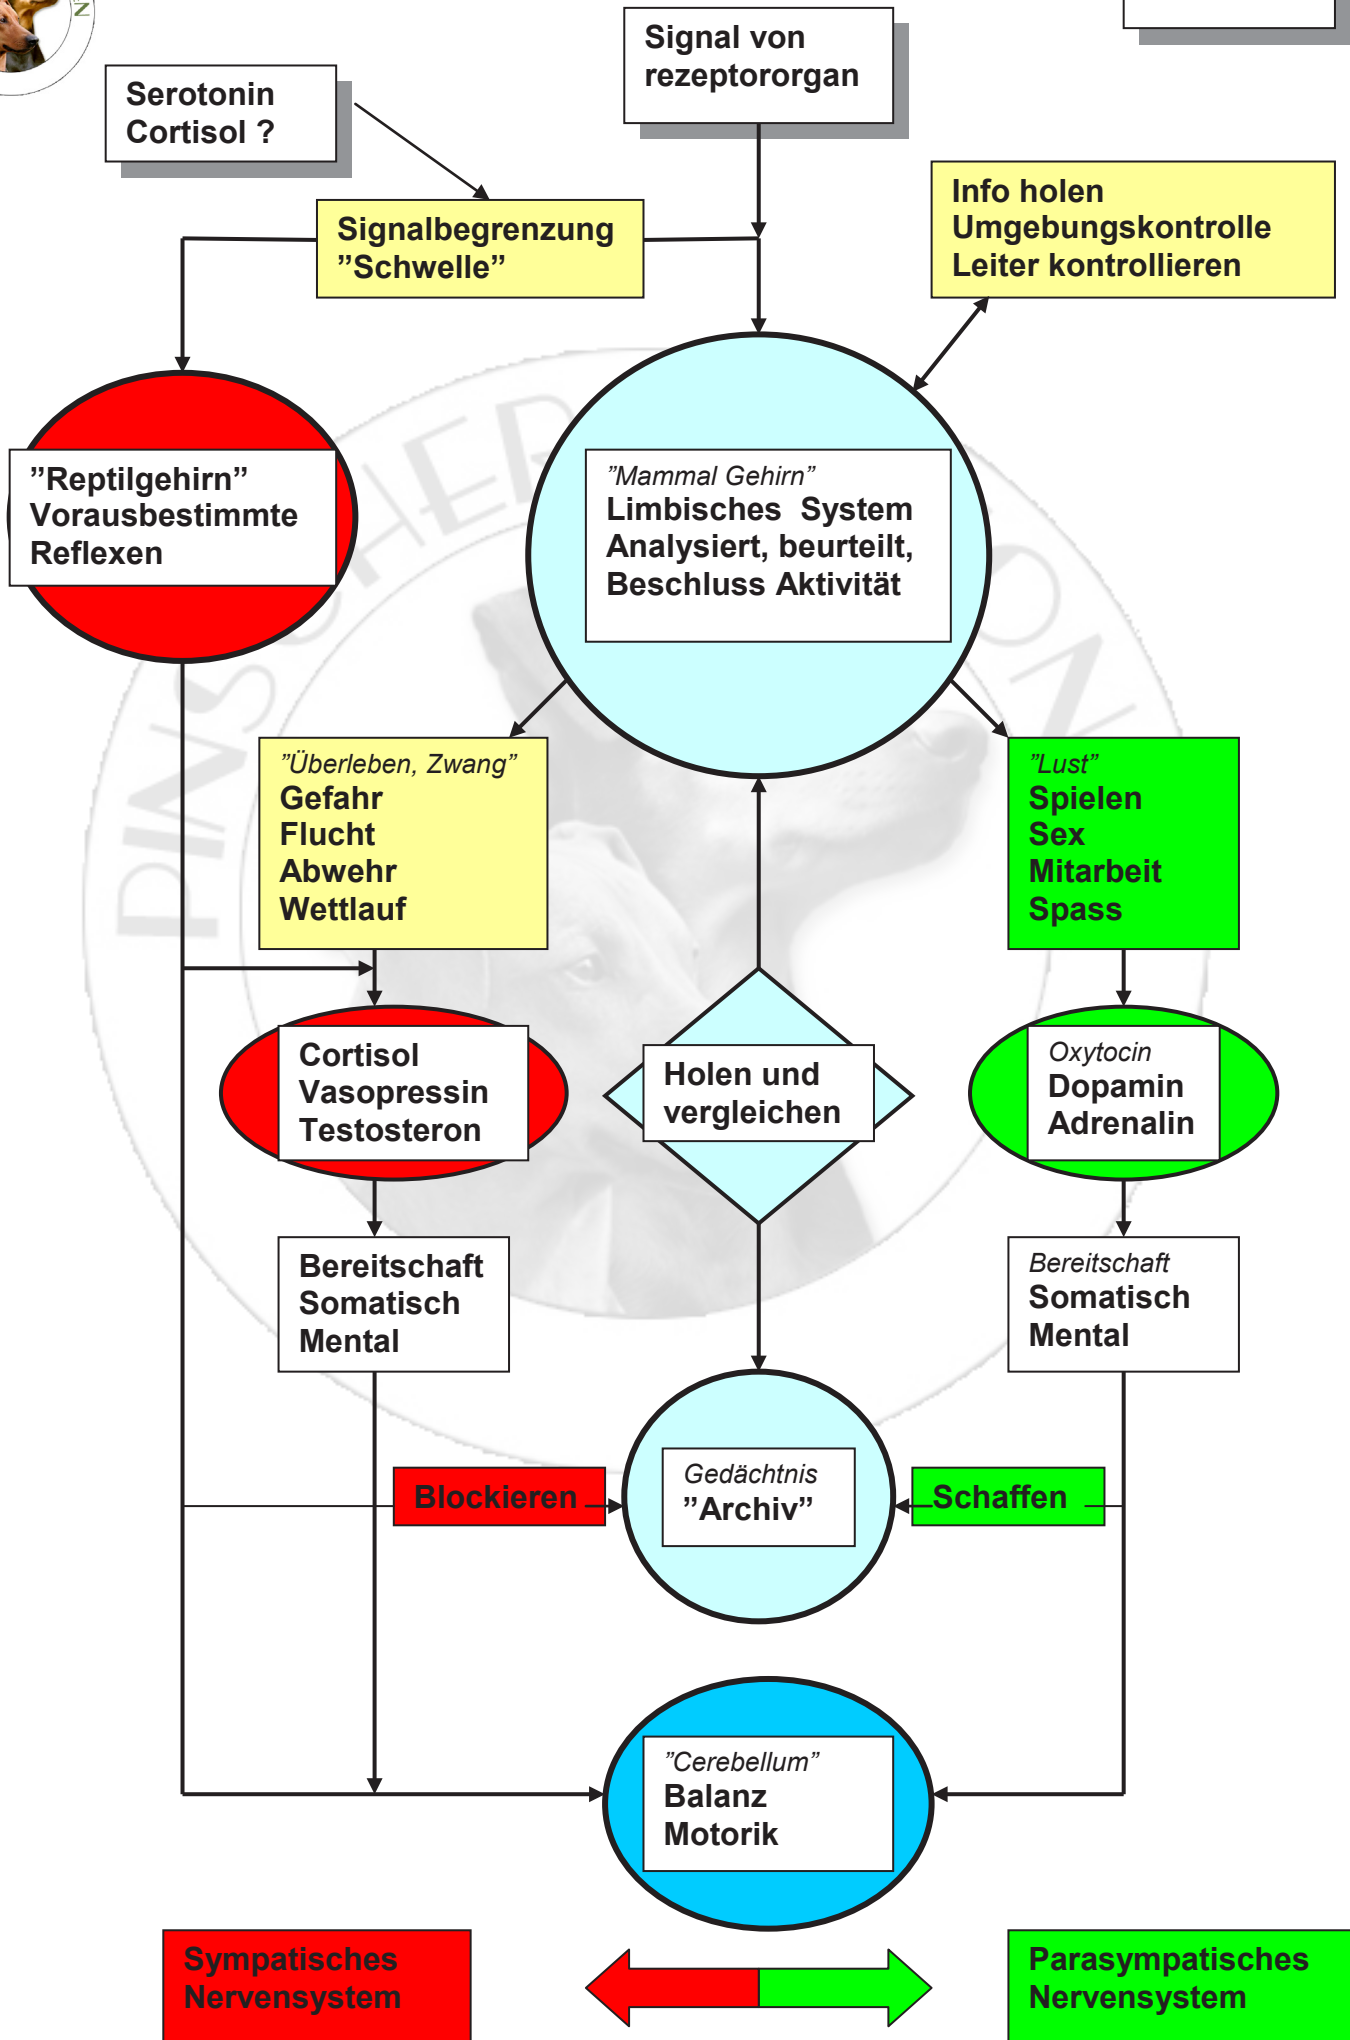 Signal von
rezeptororgan
Serotonin
Cortisol ?
Signalbegrenzung
”Schwelle”
Info holen
Umgebungskontrolle
Leiter kontrollieren
”Reptilgehirn”
Vorausbestimmte
Reflexen
”Mammal Gehirn”
Limbisches System
Analysiert, beurteilt,
Beschluss Aktivität
”Überleben, Zwang”
Gefahr
Flucht
Abwehr
Wettlauf
”Lust”
Spielen
Sex
Mitarbeit
Spass
Cortisol
Vasopressin
Testosteron
Holen und
vergleichen
Oxytocin
Dopamin
Adrenalin
Bereitschaft
Somatisch
Mental
Bereitschaft
Somatisch
Mental
Blockieren
Gedächtnis
”Archiv”
Schaffen
”Cerebellum”
Balanz
Motorik
Sympatisches
Nervensystem
Parasympatisches
Nervensystem